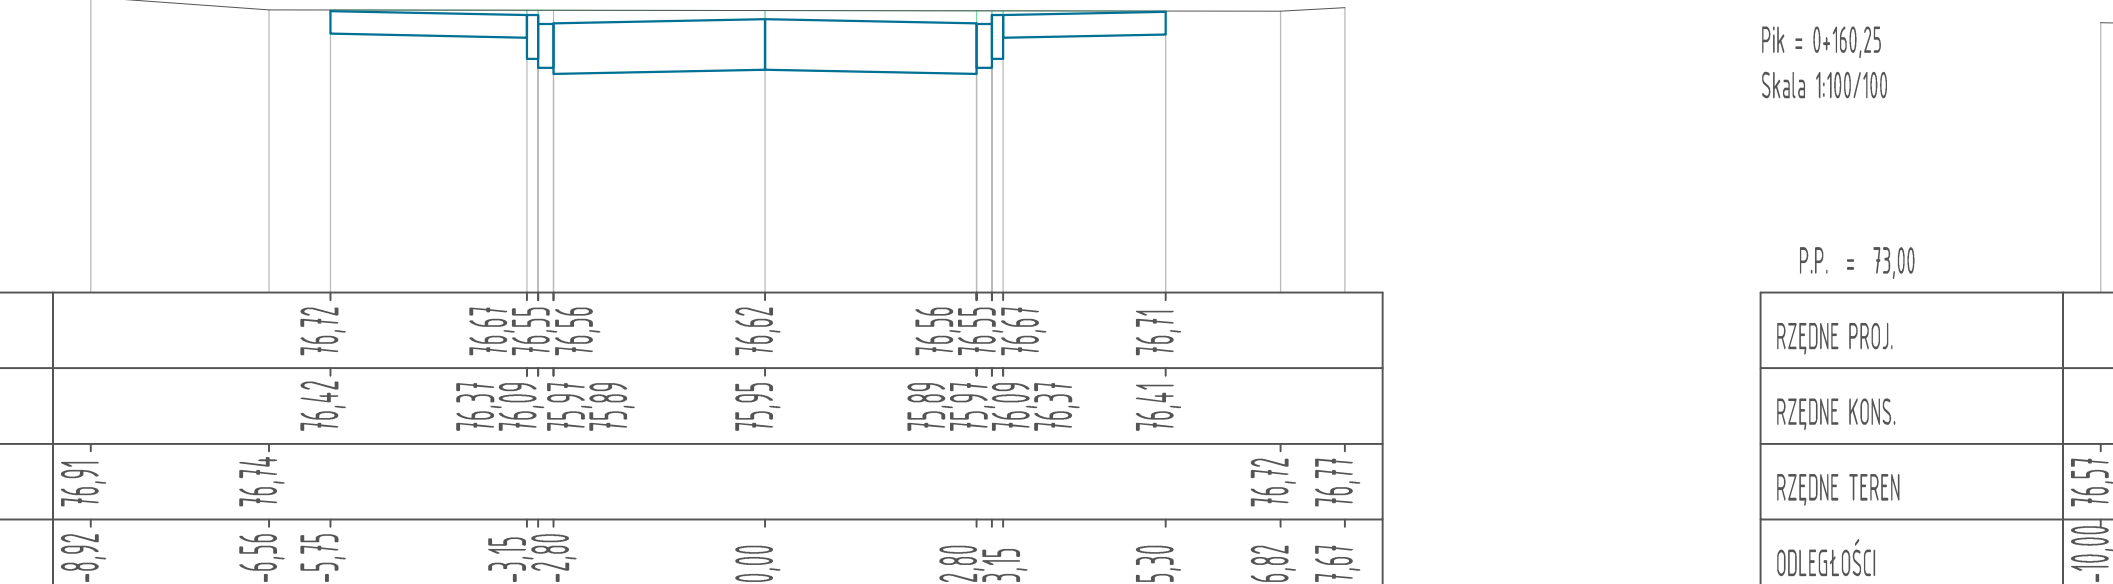 Pik = 0+160,25
Skala 1:100/100
P.P. = 73,00
76,72 76,67 76,55 76,56 76,62 76,56 76,55 76,67 76,71
RZĘDNE PROJ.
76,42 76,37 76,09 75,97 75,89 75,95 75,89 75,97 76,09 76,37 76,41
RZĘDNE KONS.
76,91 76,74 76,72 76,77
RZĘDNE TEREN 76,57
-8,92 -6,56 -5,75 -3,15 -2,80 0,00 2,80 3,15 5,30 6,82 7,67
ODLEGŁOŚCI -10,00